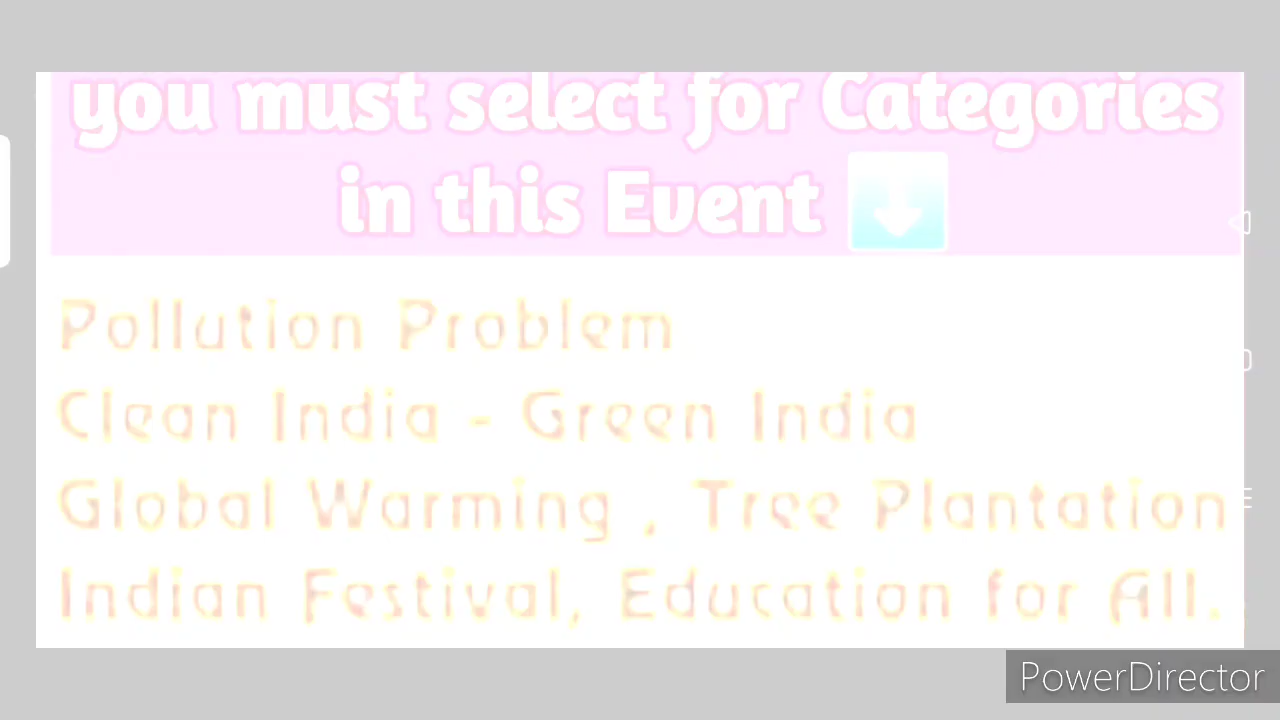 you must select for Categories
in this Event
Pollution Problem
Clean India - Green India
Global Warming , Tree Plantation
Indian Festival, Education for All.
PowerDirector